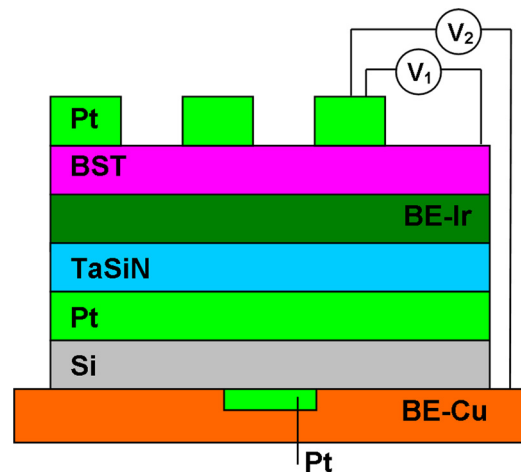 V₂
V₁
Pt
BST
BE-Ir
TaSiN
Pt
Si
BE-Cu
Pt